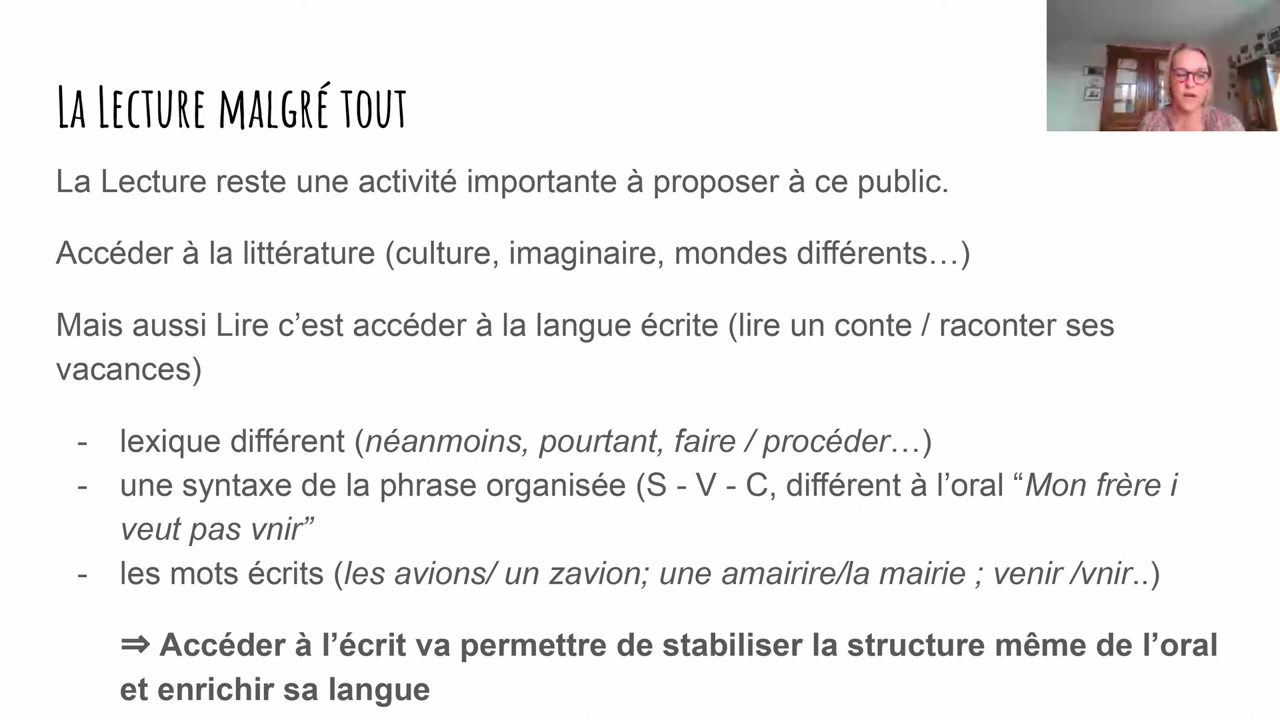 La Lecture malgré tout
La Lecture reste une activité importante à proposer à ce public.
Accéder à la littérature (culture, imaginaire, mondes différents…)
Mais aussi Lire c’est accéder à la langue écrite (lire un conte / raconter ses
vacances)
- lexique différent (néanmoins, pourtant, faire / procéder…)
- une syntaxe de la phrase organisée (S - V - C, différent à l’oral “Mon frère i
veut pas vnir”
- les mots écrits (les avions/ un zavion; une amairire/la mairie ; venir /vnir..)
⇒ Accéder à l’écrit va permettre de stabiliser la structure même de l’oral
et enrichir sa langue